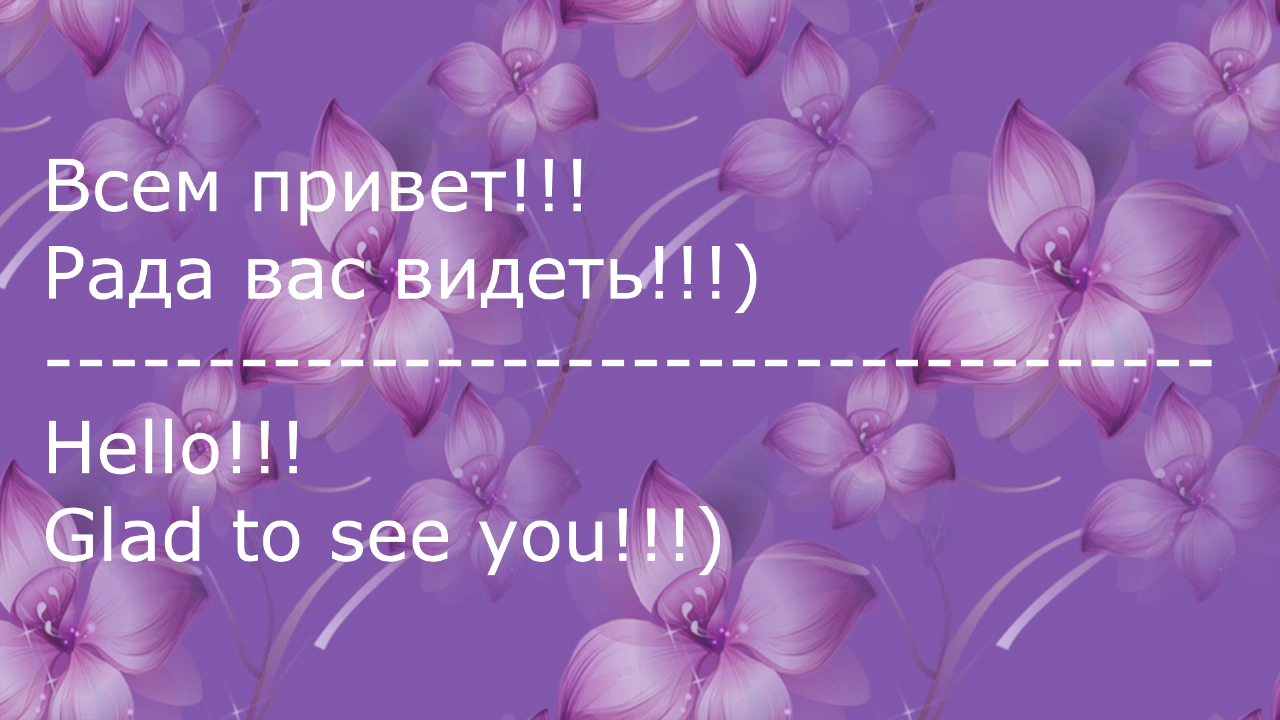 Всем привет!!!
Рада вас видеть!!!)
------------------------------------
Hello!!!
Glad to see you!!!)